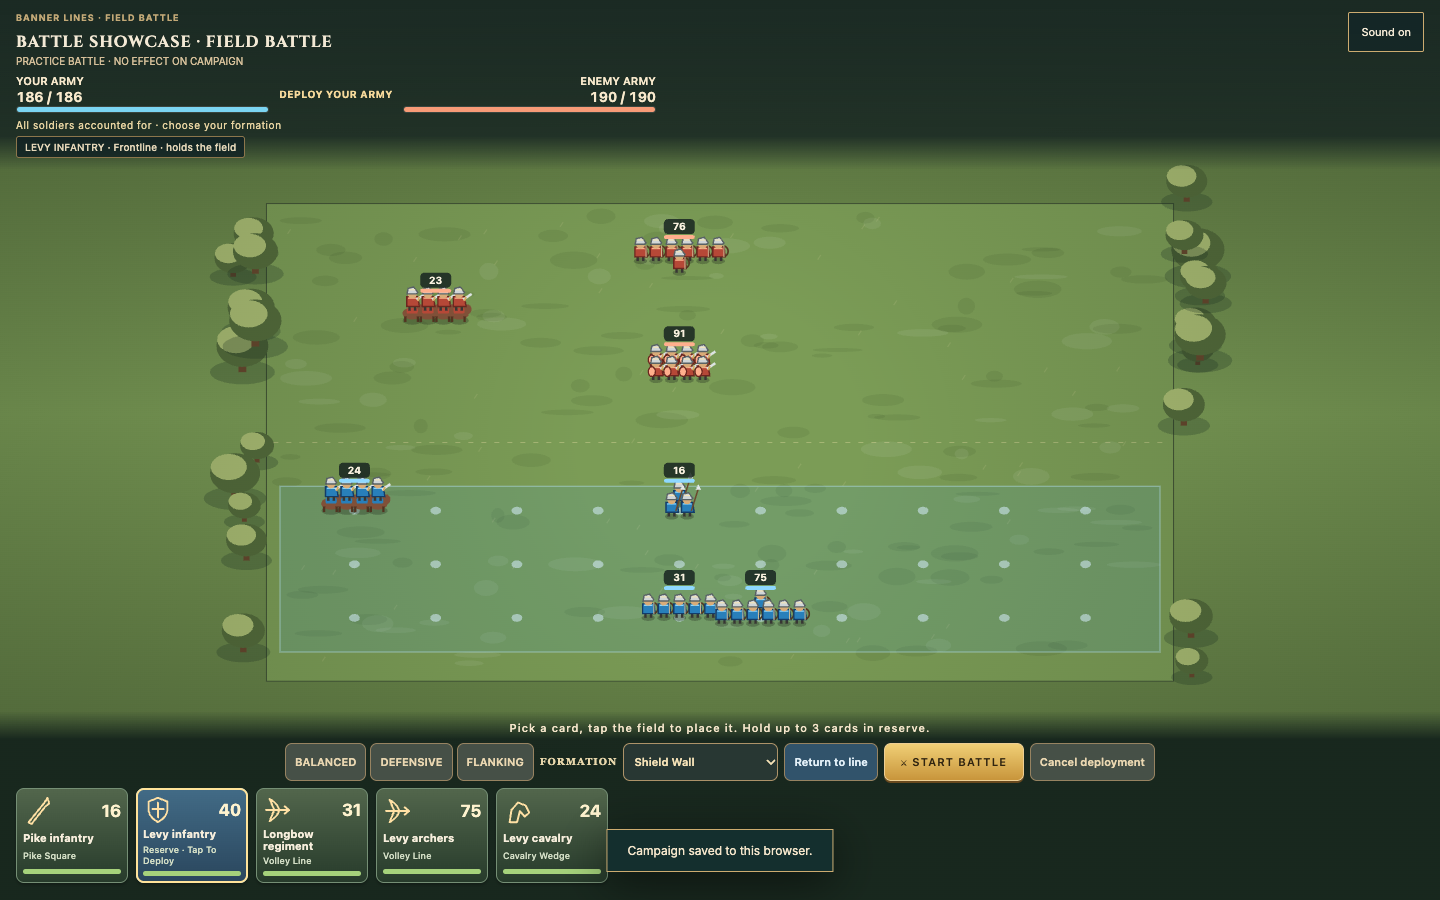 BANNER LINES · FIELD BATTLE
BATTLE SHOWCASE · FIELD BATTLE
PRACTICE BATTLE · NO EFFECT ON CAMPAIGN
Sound on
YOUR ARMY
186 / 186
DEPLOY YOUR ARMY
ENEMY ARMY
190 / 190
All soldiers accounted for · choose your formation
LEVY INFANTRY · Frontline · holds the field
76
23
91
24
16
31
75
Pick a card, tap the field to place it. Hold up to 3 cards in reserve.
BALANCED
DEFENSIVE
FLANKING
FORMATION
Shield Wall
Return to line
⚔ START BATTLE
Cancel deployment
16
Pike infantry
Pike Square
40
Levy infantry
Reserve · Tap To
Deploy
31
Longbow
regiment
Volley Line
75
Levy archers
Volley Line
24
Levy cavalry
Cavalry Wedge
Campaign saved to this browser.